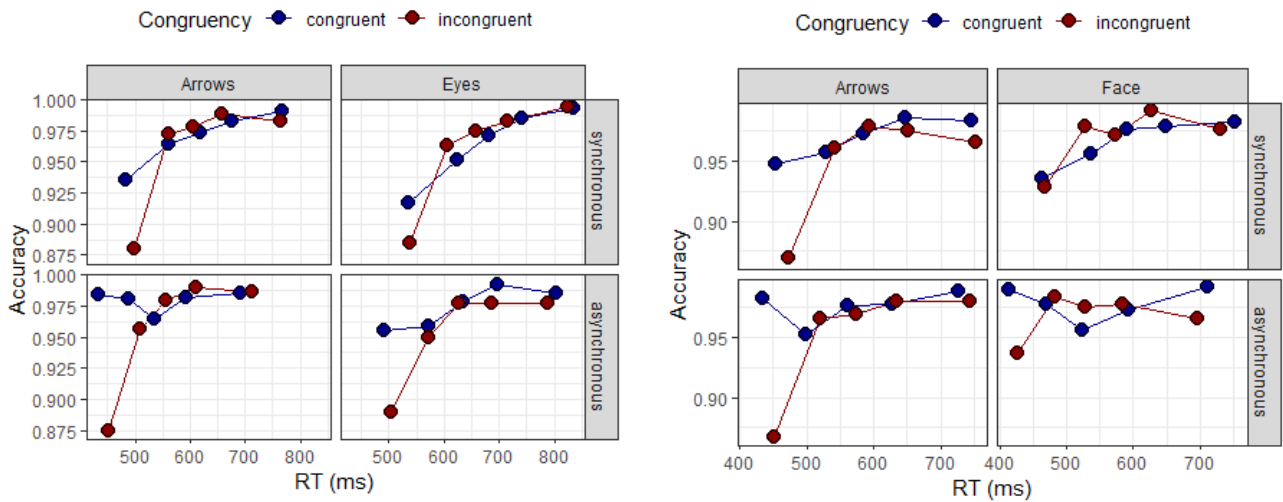 Congruency congruent incongruent
Arrows Eyes
1.000
0.975
0.950
0.925
0.900
0.875
synchronous
1.000
0.975
0.950
0.925
0.900
0.875
asynchronous
Accuracy
500 600 700 800 500 600 700 800
RT (ms)
Congruency congruent incongruent
Arrows Face
0.95
0.90
synchronous
0.95
0.90
asynchronous
Accuracy
400 500 600 700 400 500 600 700
RT (ms)